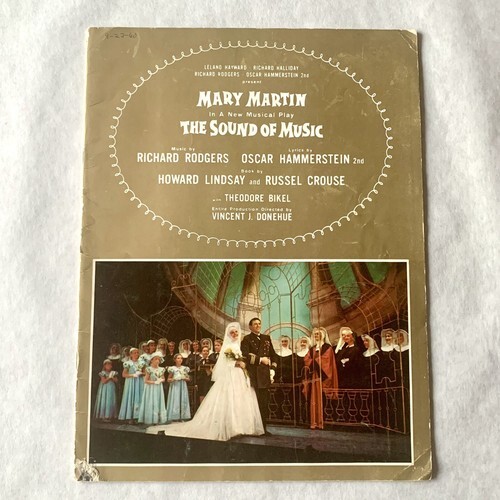 LELAND HAYWARD RICHARD HALLIDAY
RICHARD RODGERS OSCAR HAMMERSTEIN 2nd
present
MARY MARTIN
In A New Musical Play
THE SOUND OF MUSIC
Music by Lyrics by
RICHARD RODGERS OSCAR HAMMERSTEIN 2nd
Book by
HOWARD LINDSAY and RUSSEL CROUSE
with THEODORE BIKEL
Entire Production Directed by
VINCENT J. DONEHUE